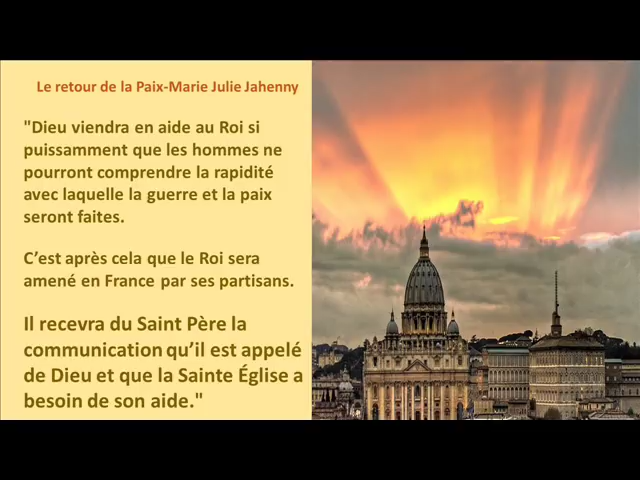 Le retour de la Paix-Marie Julie Jahenny
"Dieu viendra en aide au Roi si
puissamment que les hommes ne
pourront comprendre la rapidité
avec laquelle la guerre et la paix
seront faites.
C’est après cela que le Roi sera
amené en France par ses partisans.
Il recevra du Saint Père la
communication qu’il est appelé
de Dieu et que la Sainte Église a
besoin de son aide."